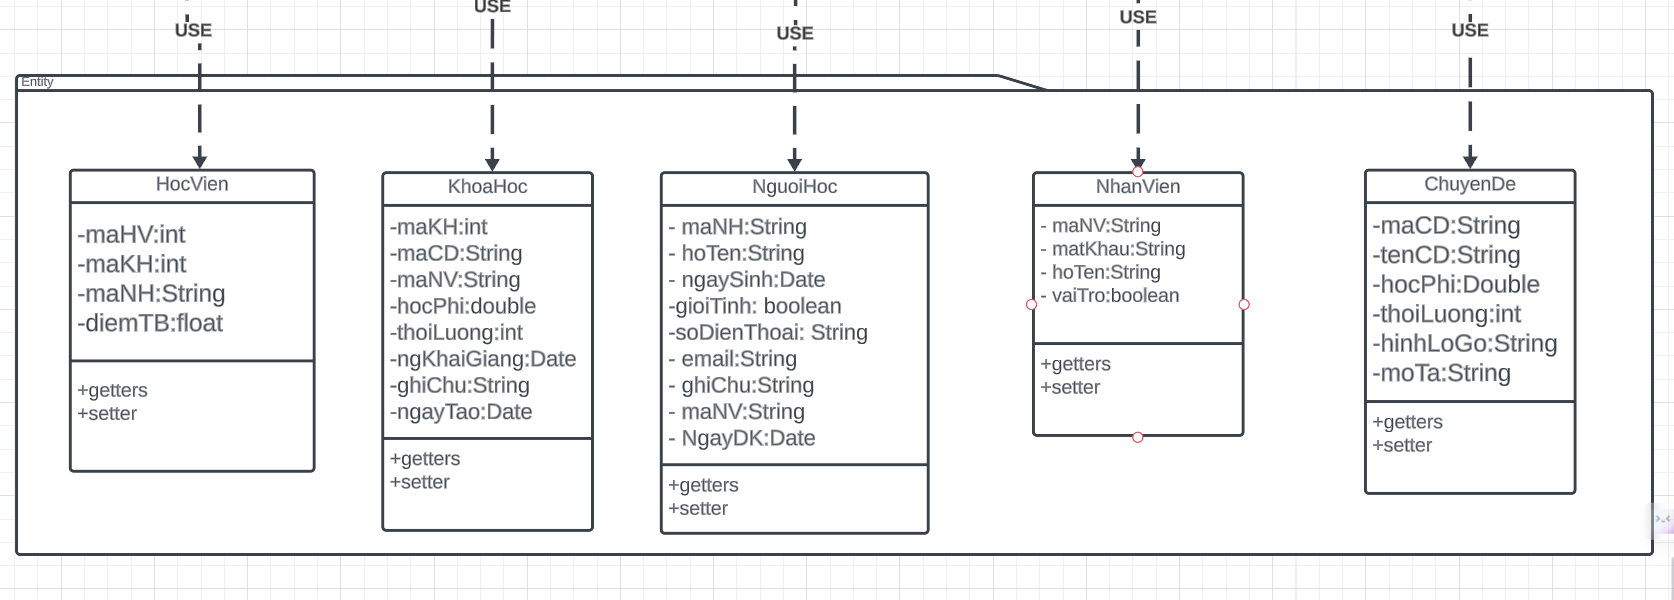 USE
USE
USE
USE
USE
Entity
HocVien
-maHV:int
-maKH:int
-maNH:String
-diemTB:float
+getters
+setter
KhoaHoc
-maKH:int
-maCD:String
-maNV:String
-hocPhi:double
-thoiLuong:int
-ngKhaiGiang:Date
-ghiChu:String
-ngayTao:Date
+getters
+setter
NguoiHoc
- maNH:String
- hoTen:String
- ngaySinh:Date
-gioiTinh: boolean
-soDienThoai: String
- email:String
- ghiChu:String
- maNV:String
- NgayDK:Date
+getters
+setter
NhanVien
- maNV:String
- matKhau:String
- hoTen:String
- vaiTro:boolean
+getters
+setter
ChuyenDe
-maCD:String
-tenCD:String
-hocPhi:Double
-thoiLuong:int
-hinhLoGo:String
-moTa:String
+getters
+setter